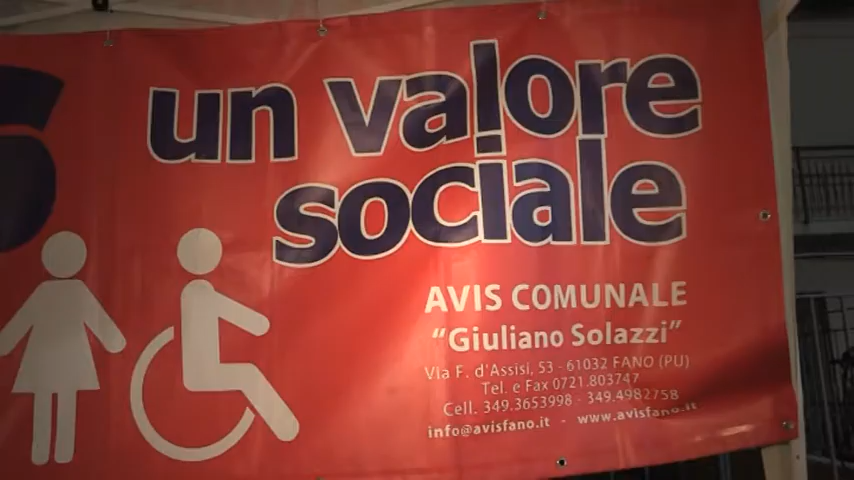 un valore
sociale
AVIS COMUNALE
“Giuliano Solazzi”
VIa F. d'Assisi, 53 - 61032 FANO (PU)
Tel. e Fax 0721.803747
Cell. 349.3653998 - 349.4982758
info@avisfano.it - www.avisfano.it